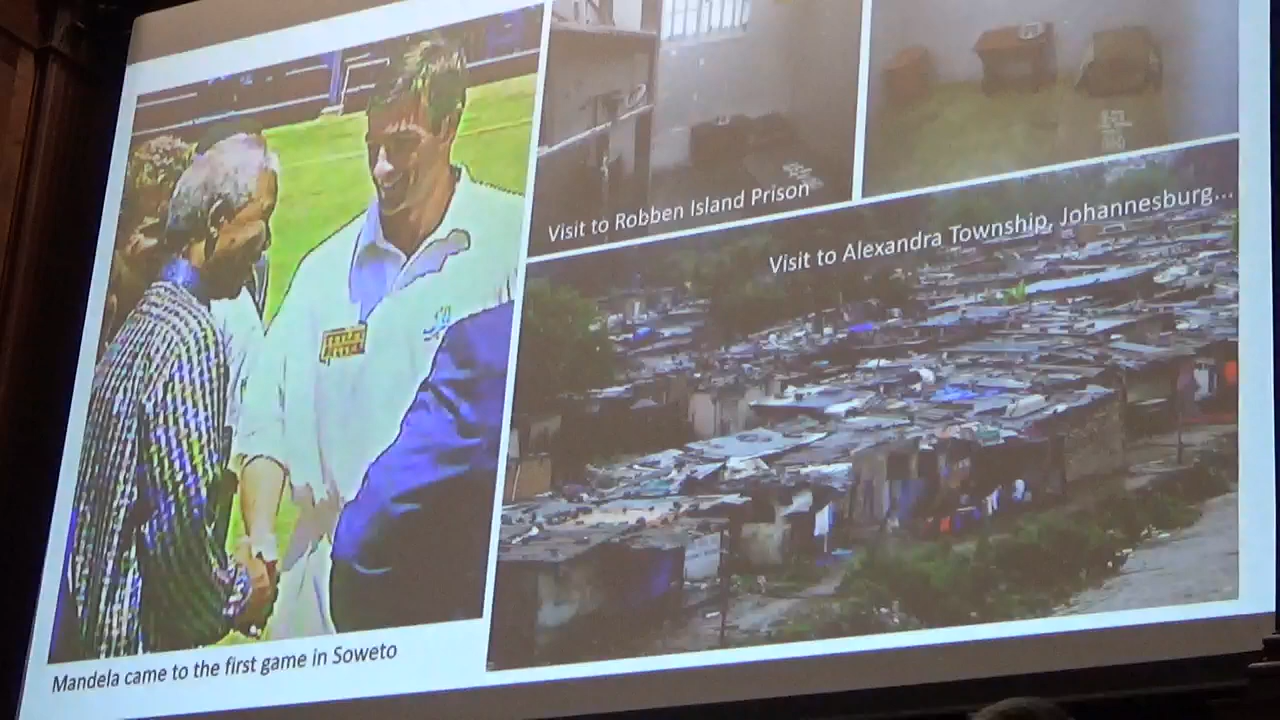 Visit to Robben Island Prison
Visit to Alexandra Township, Johannesburg...
Mandela came to the first game in Soweto